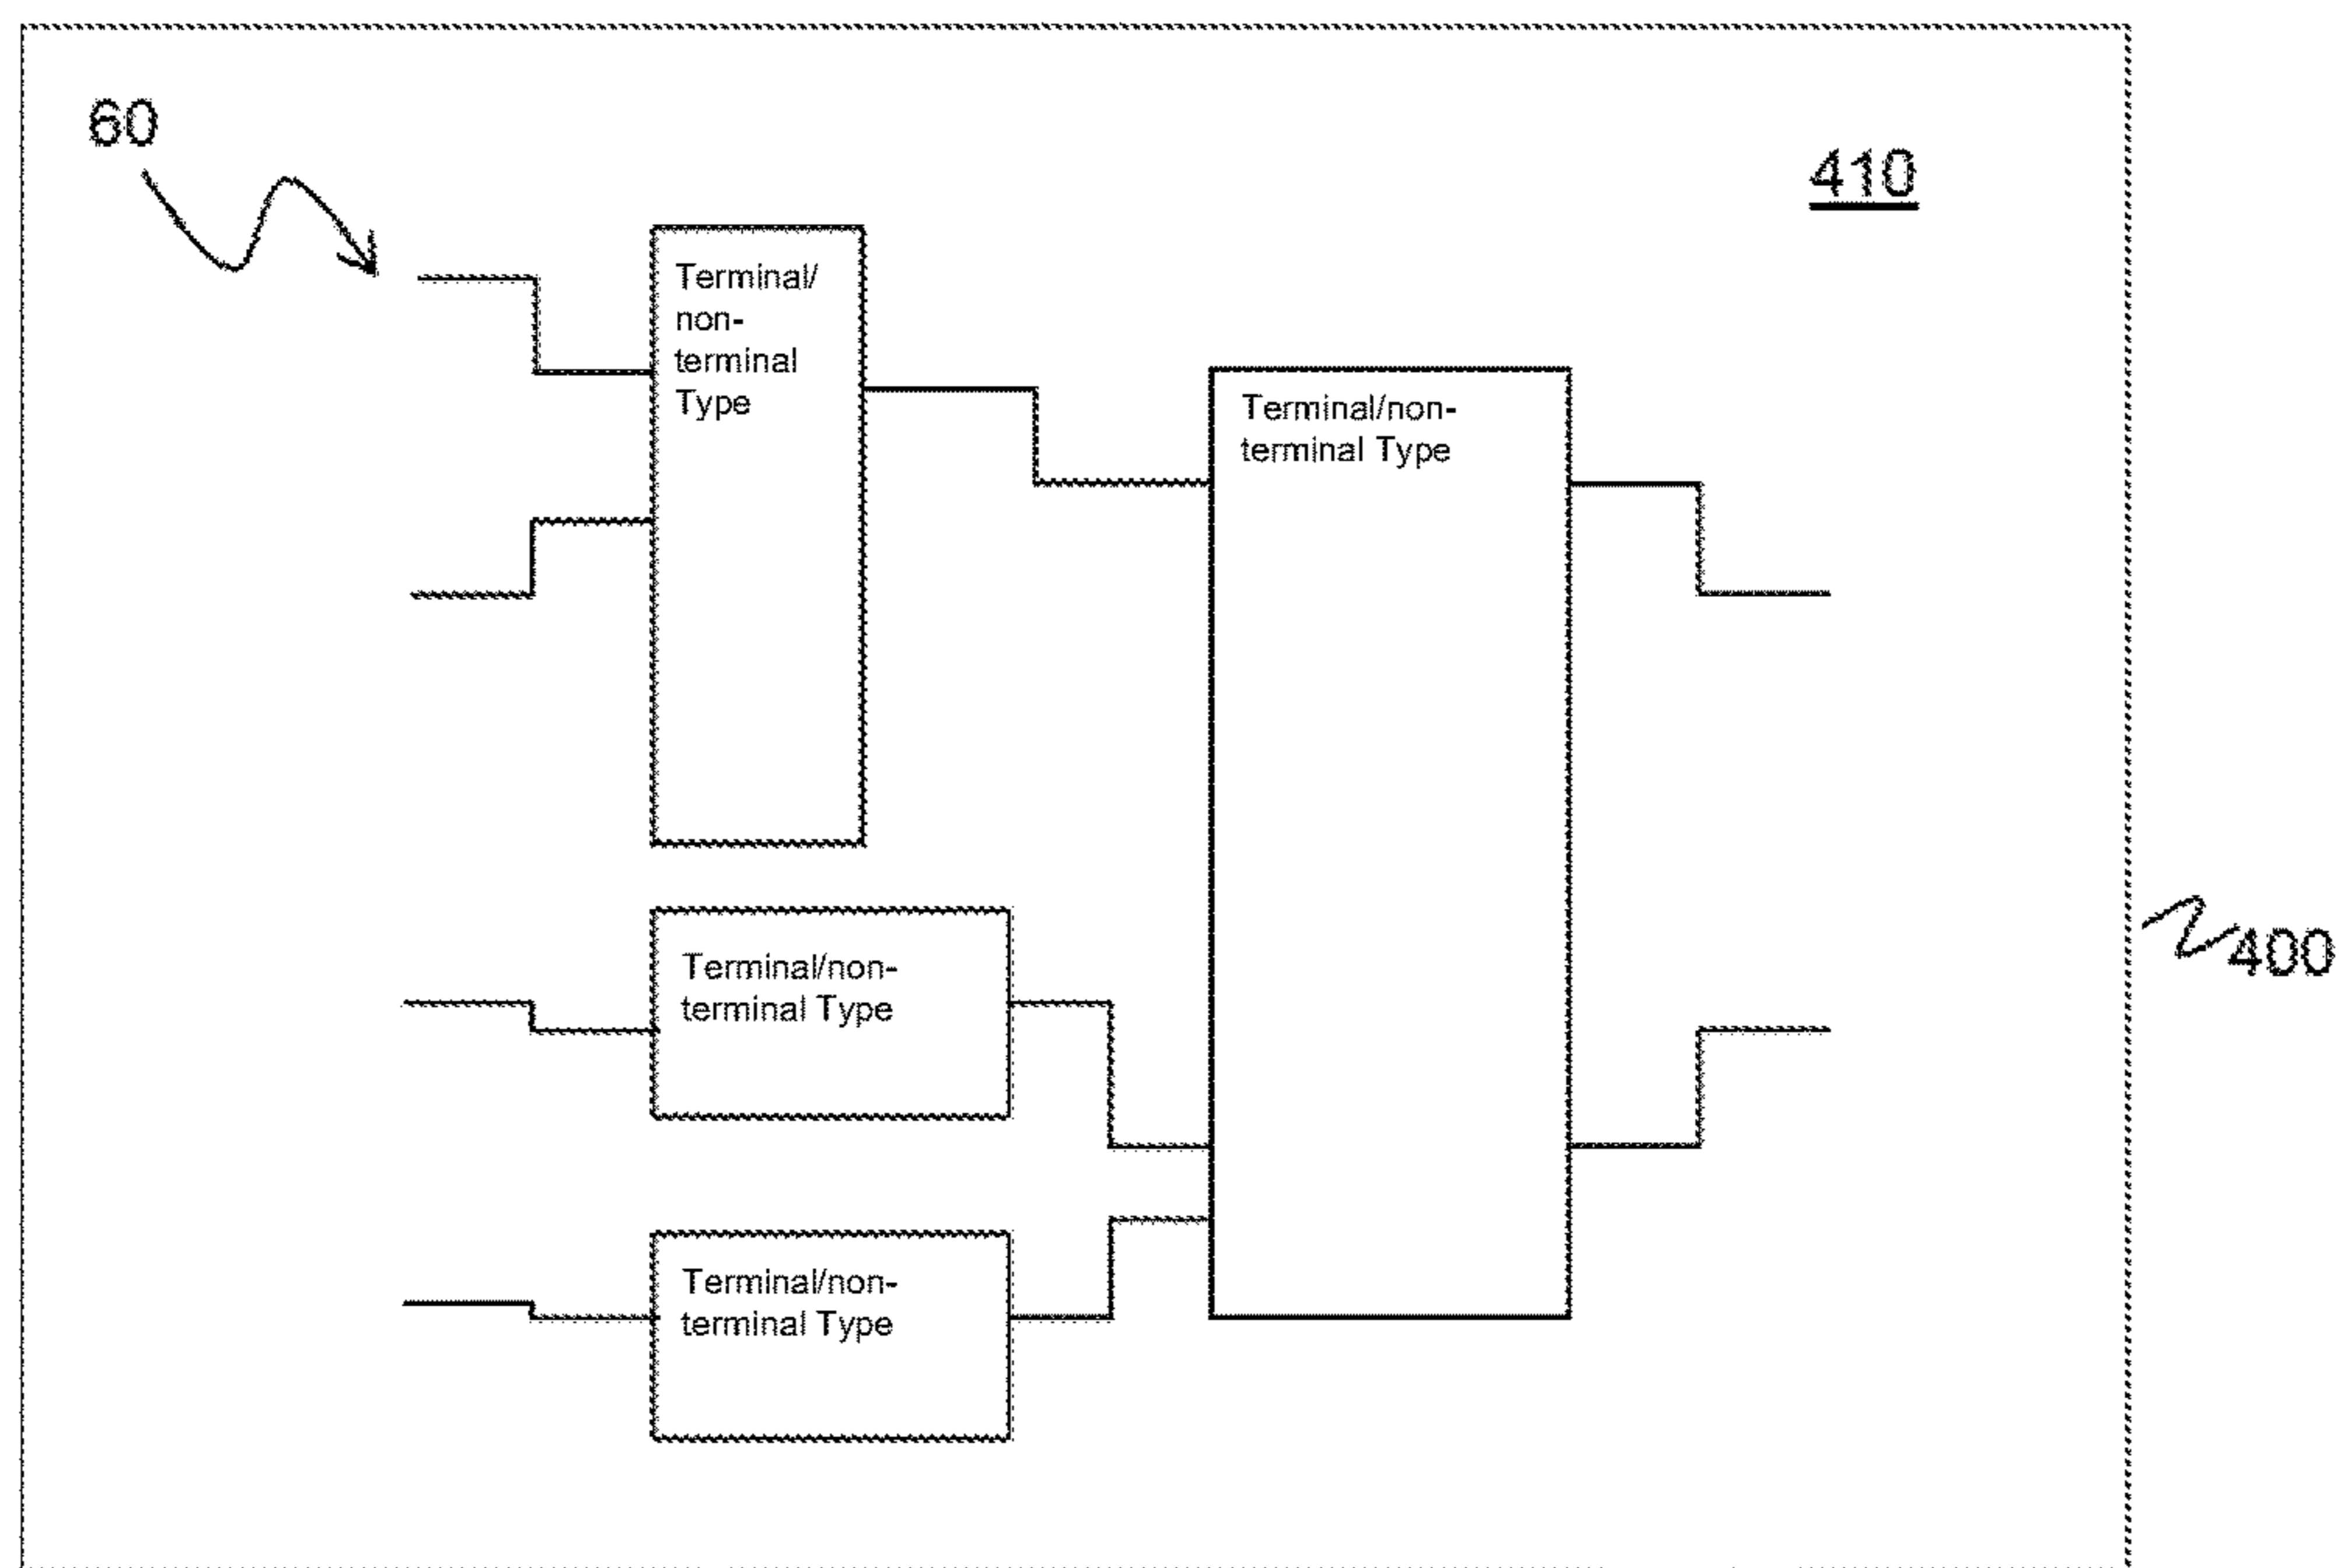 60
410
Terminal/
non-
terminal
Type
Terminal/non-
terminal Type
Terminal/non-
terminal Type
400
Terminal/non-
terminal Type